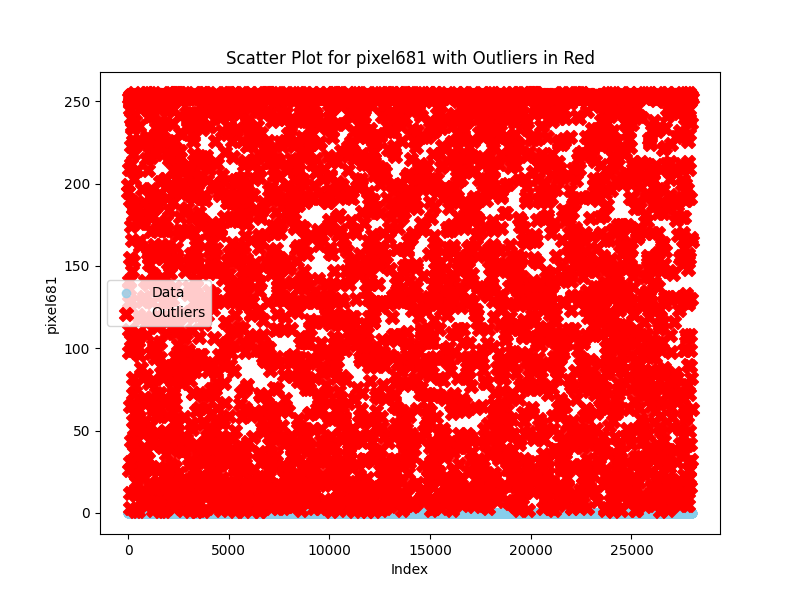 Scatter Plot for pixel681 with Outliers in Red
250
200
150
100
50
0
pixel681
Data
Outliers
0
5000
10000
15000
20000
25000
Index